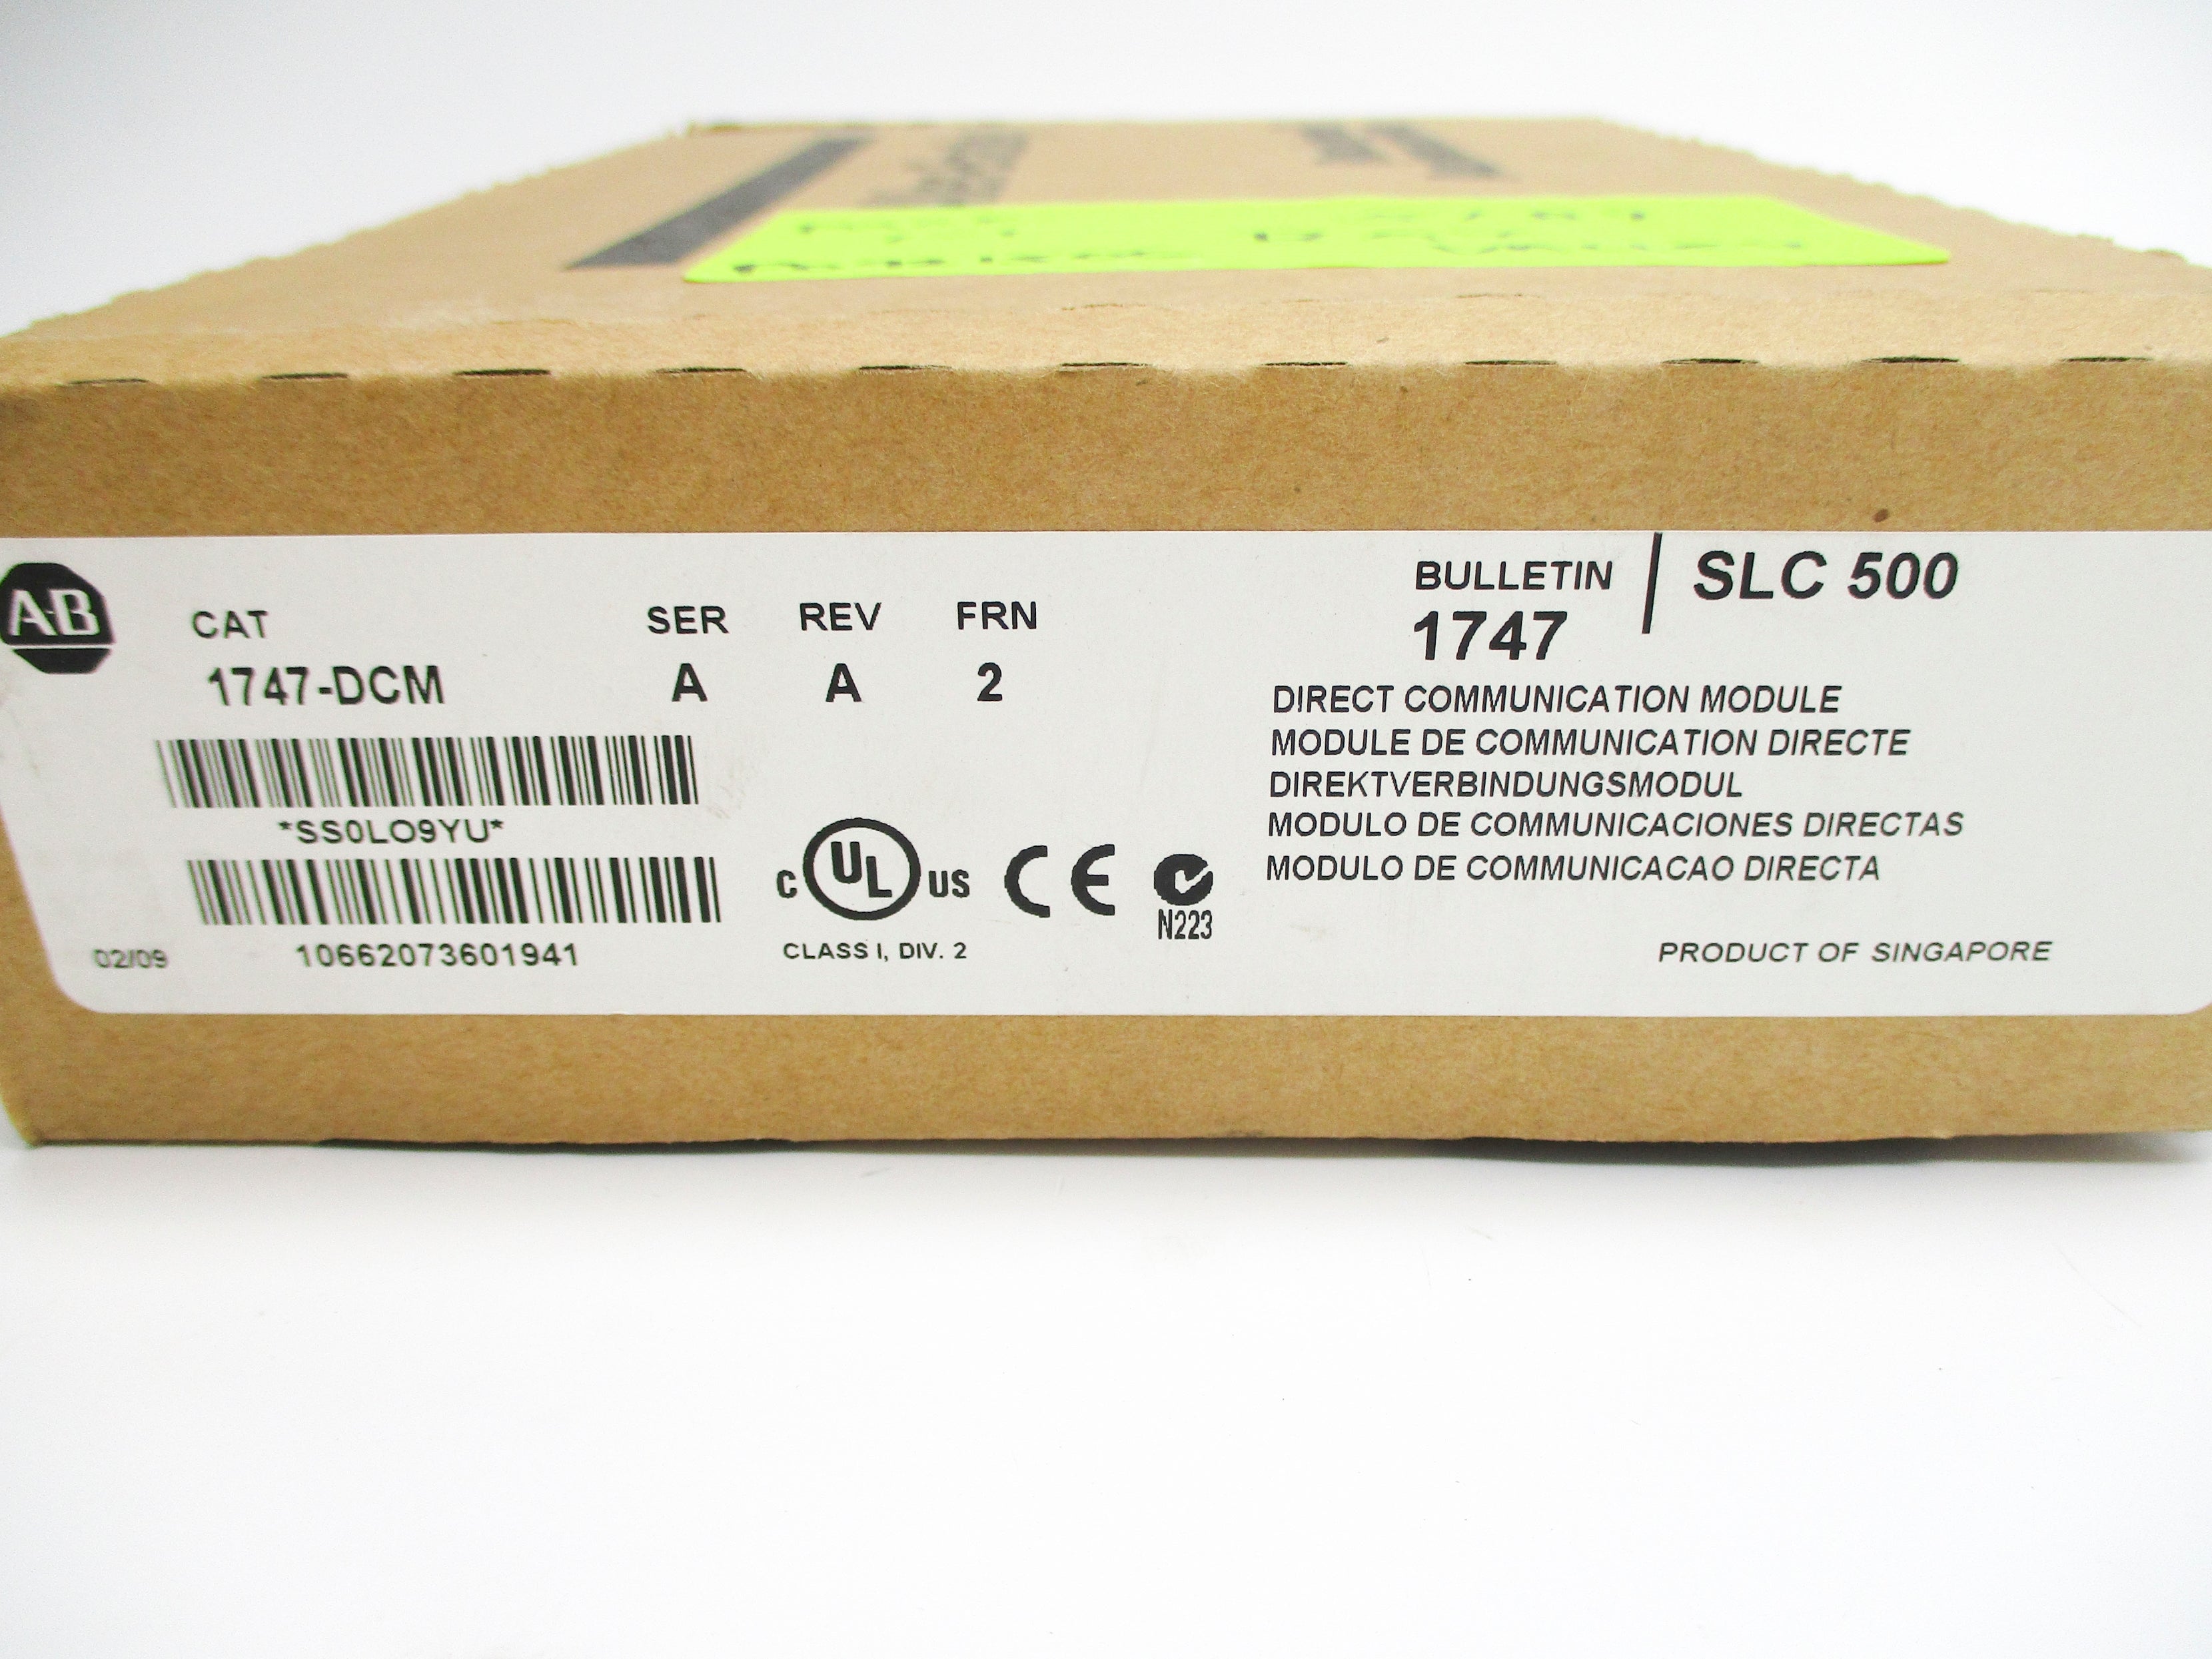 AB
CAT SER REV FRN
1747-DCM A A 2
BULLETIN SLC 500
1747
DIRECT COMMUNICATION MODULE
MODULE DE COMMUNICATION DIRECTE
DIREKTVERBINDUNGSMODUL
MODULO DE COMMUNICACIONES DIRECTAS
MODULO DE COMMUNICACAO DIRECTA
*SS0LO9YU*
C UL US CE N223
02/09 10662073601941 CLASS I, DIV. 2
PRODUCT OF SINGAPORE